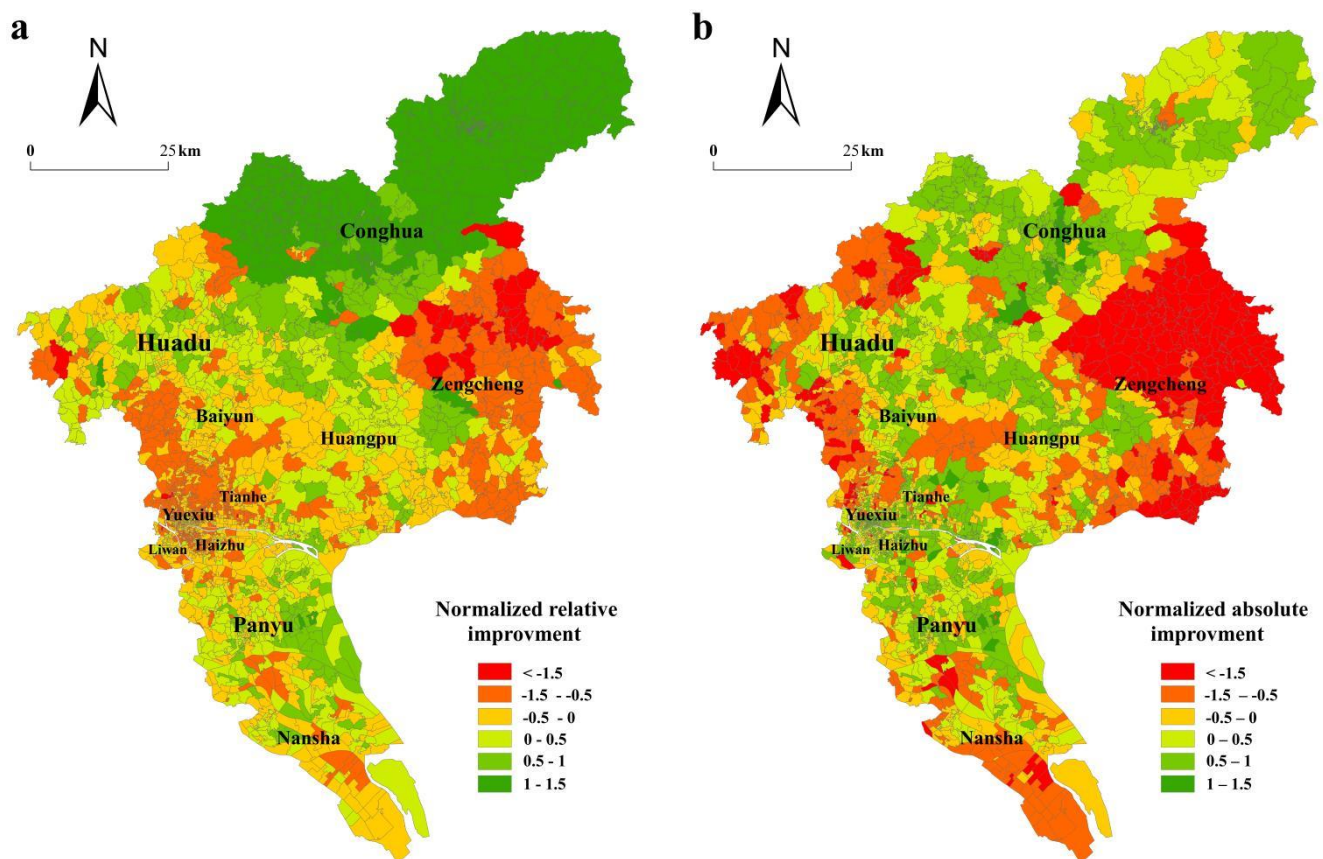 a
N
0 25 km
Conghua
Huadu
Zengcheng
Baiyun
Huangpu
Tianhe
Yuexiu
Liwan Haizhu
Panyu
Nansha
Normalized relative
improvment
< -1.5
-1.5 - -0.5
-0.5 - 0
0 - 0.5
0.5 - 1
1 - 1.5
b
N
0 25 km
Conghua
Huadu
Zengcheng
Baiyun
Huangpu
Tianhe
Yuexiu
Liwan Haizhu
Panyu
Nansha
Normalized absolute
improvment
< -1.5
-1.5 – -0.5
-0.5 – 0
0 – 0.5
0.5 – 1
1 – 1.5